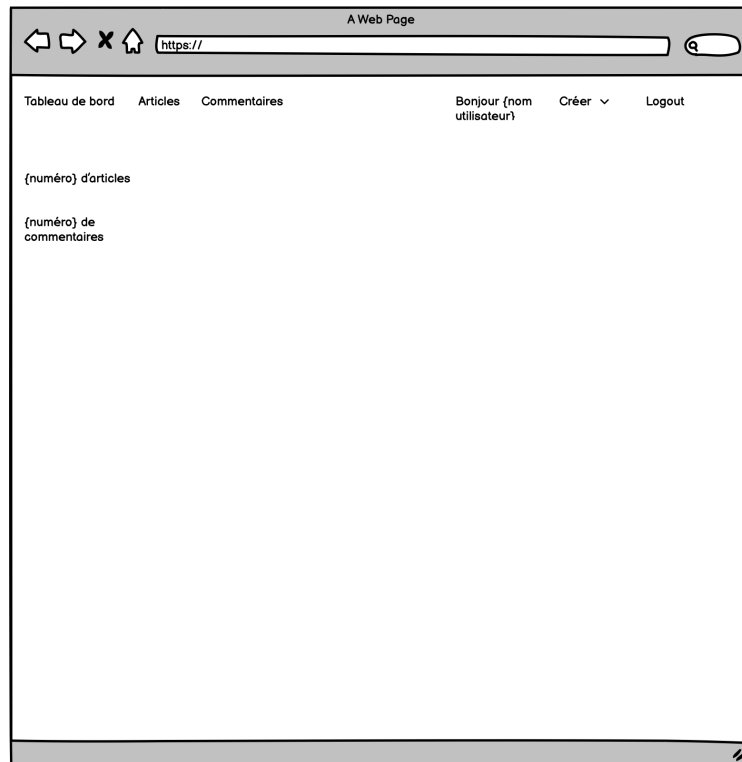 A Web Page
https://
Tableau de bord Articles Commentaires Bonjour {nom utilisateur} Créer Logout
{numéro} d'articles
{numéro} de
commentaires